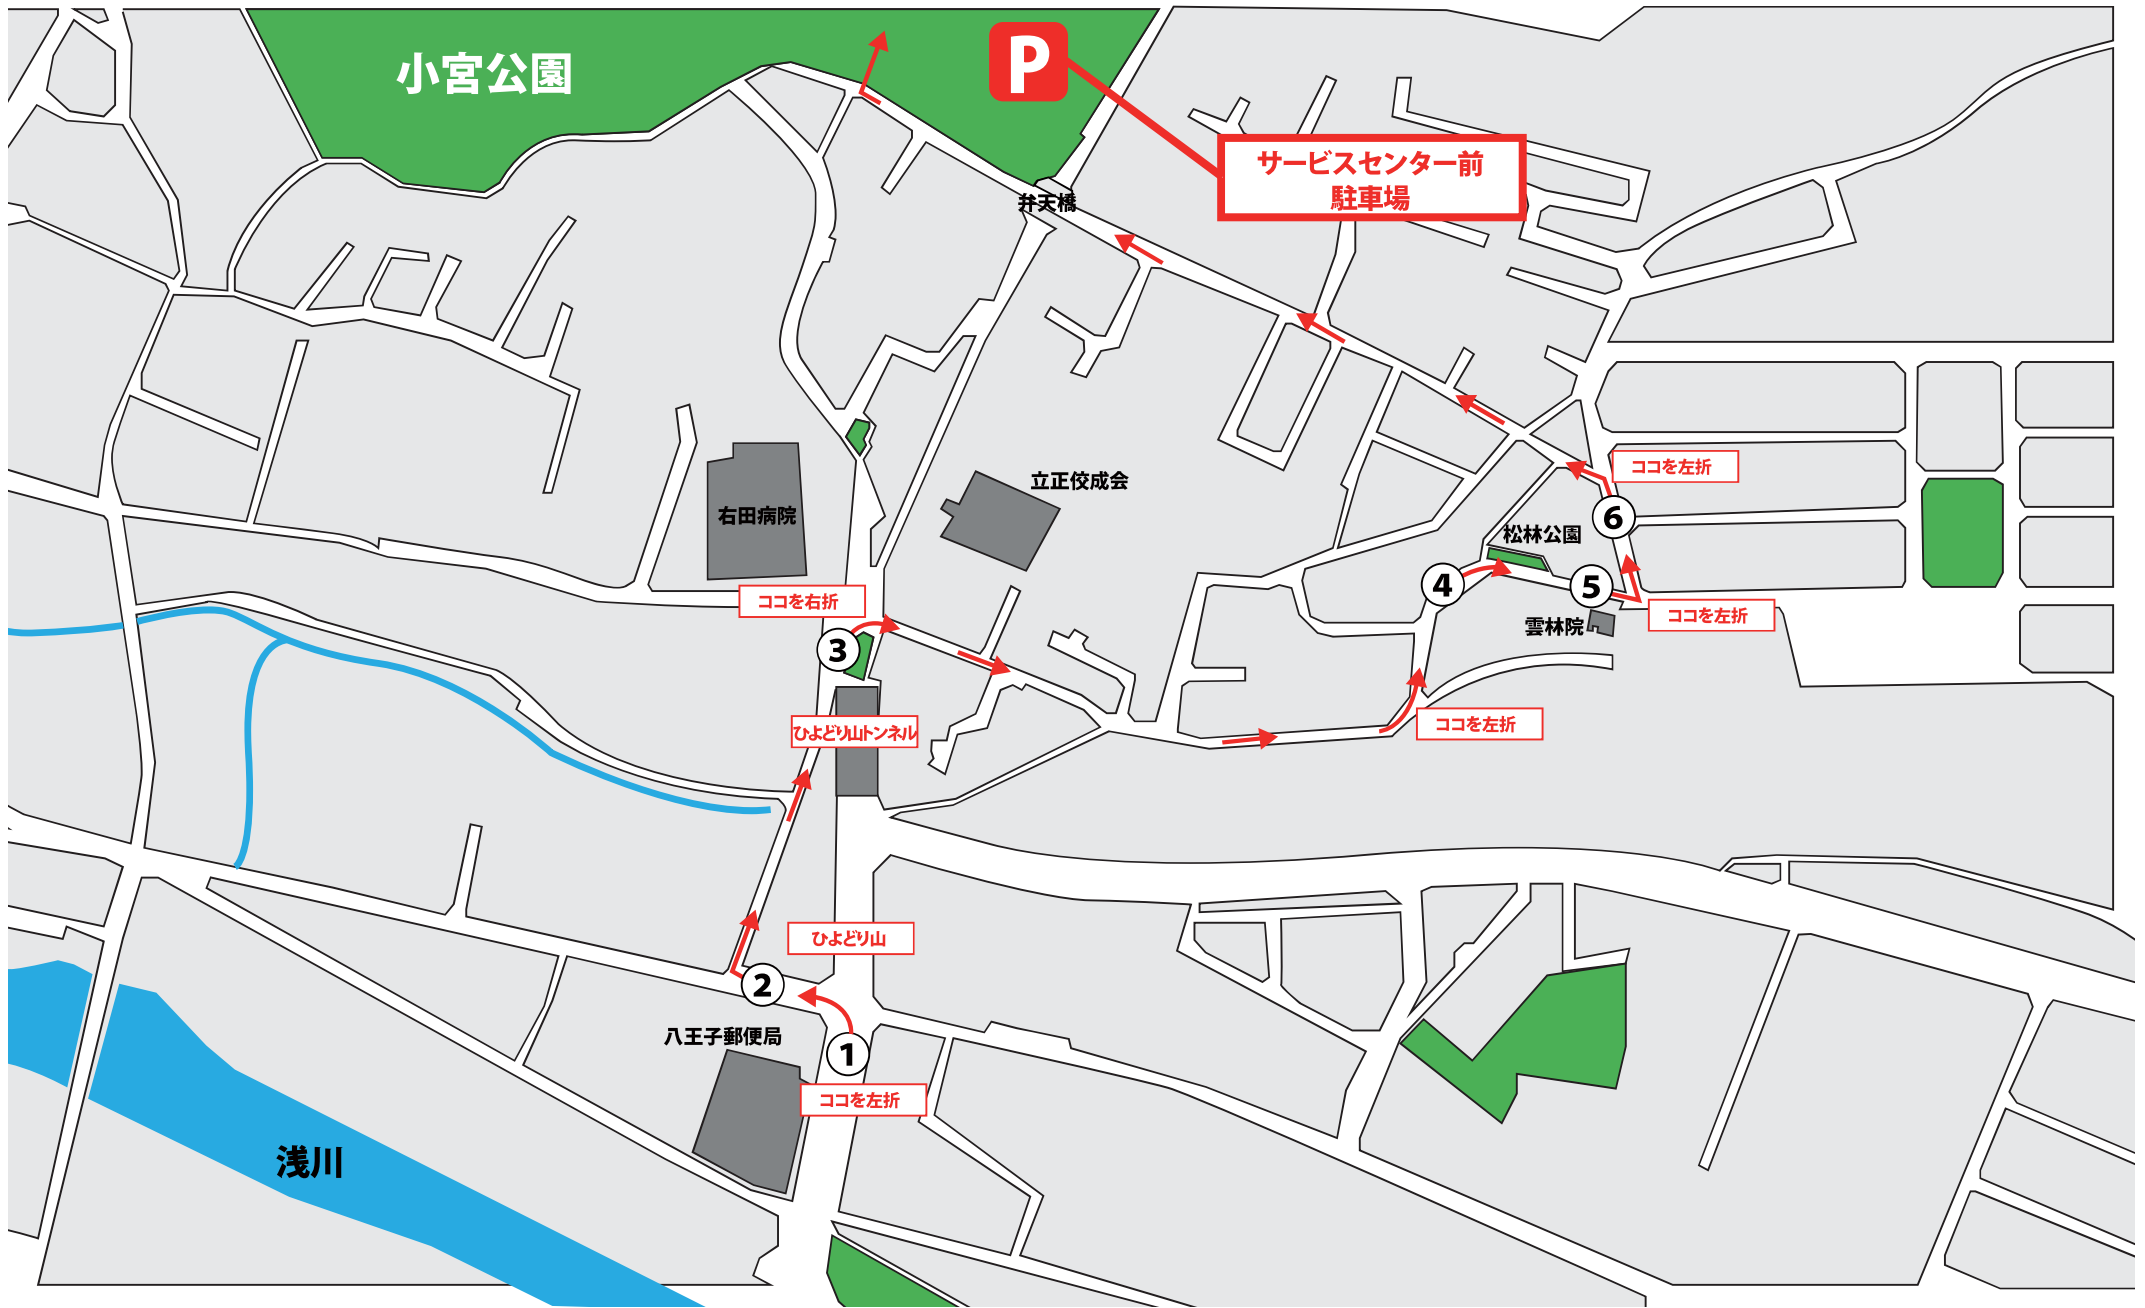 小宮公園
P
サービスセンター前
駐車場
弁天橋
ココを左折
立正佼成会
右田病院
6
松林公園
4
5
ココを右折
ココを左折
雲林院
3
ココを左折
ひよどり山トンネル
ひよどり山
2
八王子郵便局
1
ココを左折
浅川